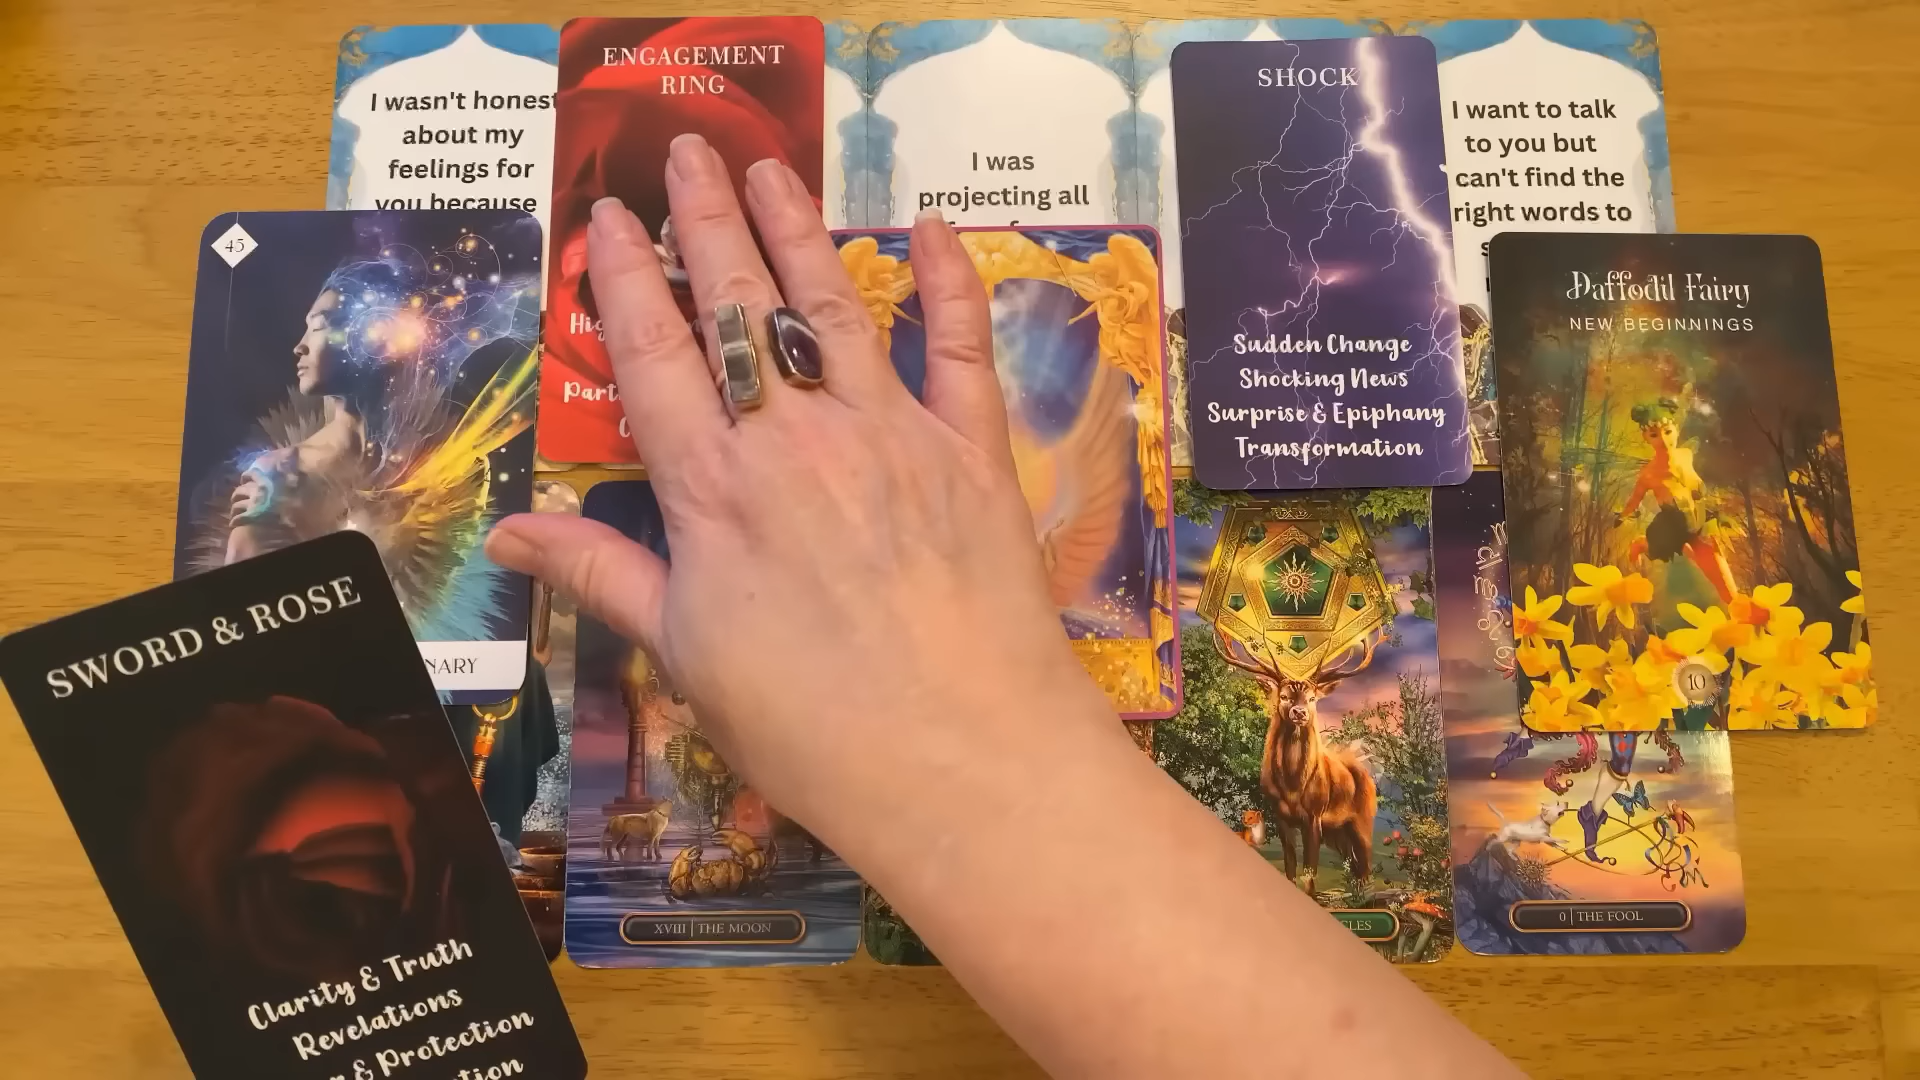 I wasn't honest
about my
feelings for
you because
ENGAGEMENT
RING
I was
projecting all
SHOCK
Sudden Change
Shocking News
Surprise & Epiphany
Transformation
I want to talk
to you but
can't find the
right words to
45
Daffodil Fairy
NEW BEGINNINGS
10
SWORD & ROSE
Clarity & Truth
Revelations
& Protection
XVIII | THE MOON
0 | THE FOOL